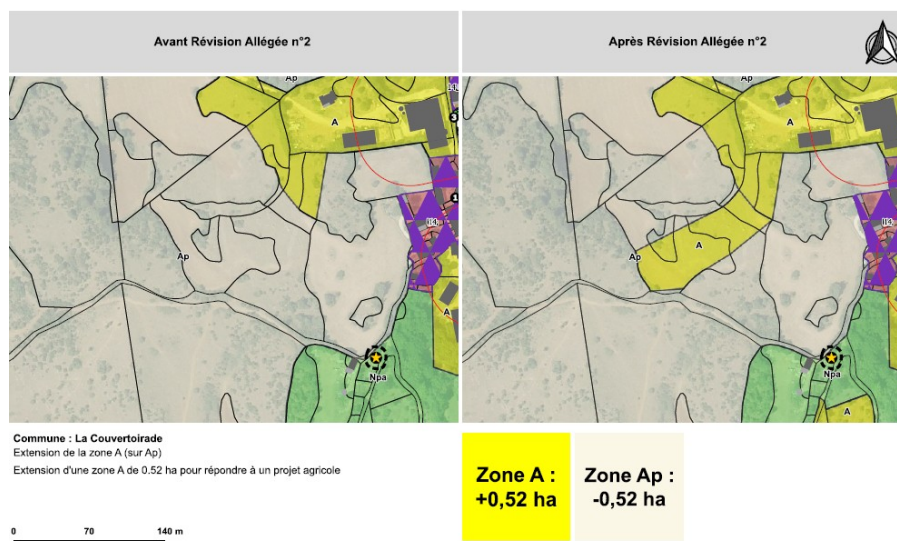 Avant Révision Allégée n°2
Après Révision Allégée n°2
Ap
A
3
1
Ap
A
Npa
A
Ap
A
Npa
A
Commune : La Couvertoirade
Extension de la zone A (sur Ap)
Extension d'une zone A de 0.52 ha pour répondre à un projet agricole
Zone A :
+0,52 ha
Zone Ap :
-0,52 ha
0 70 140 m